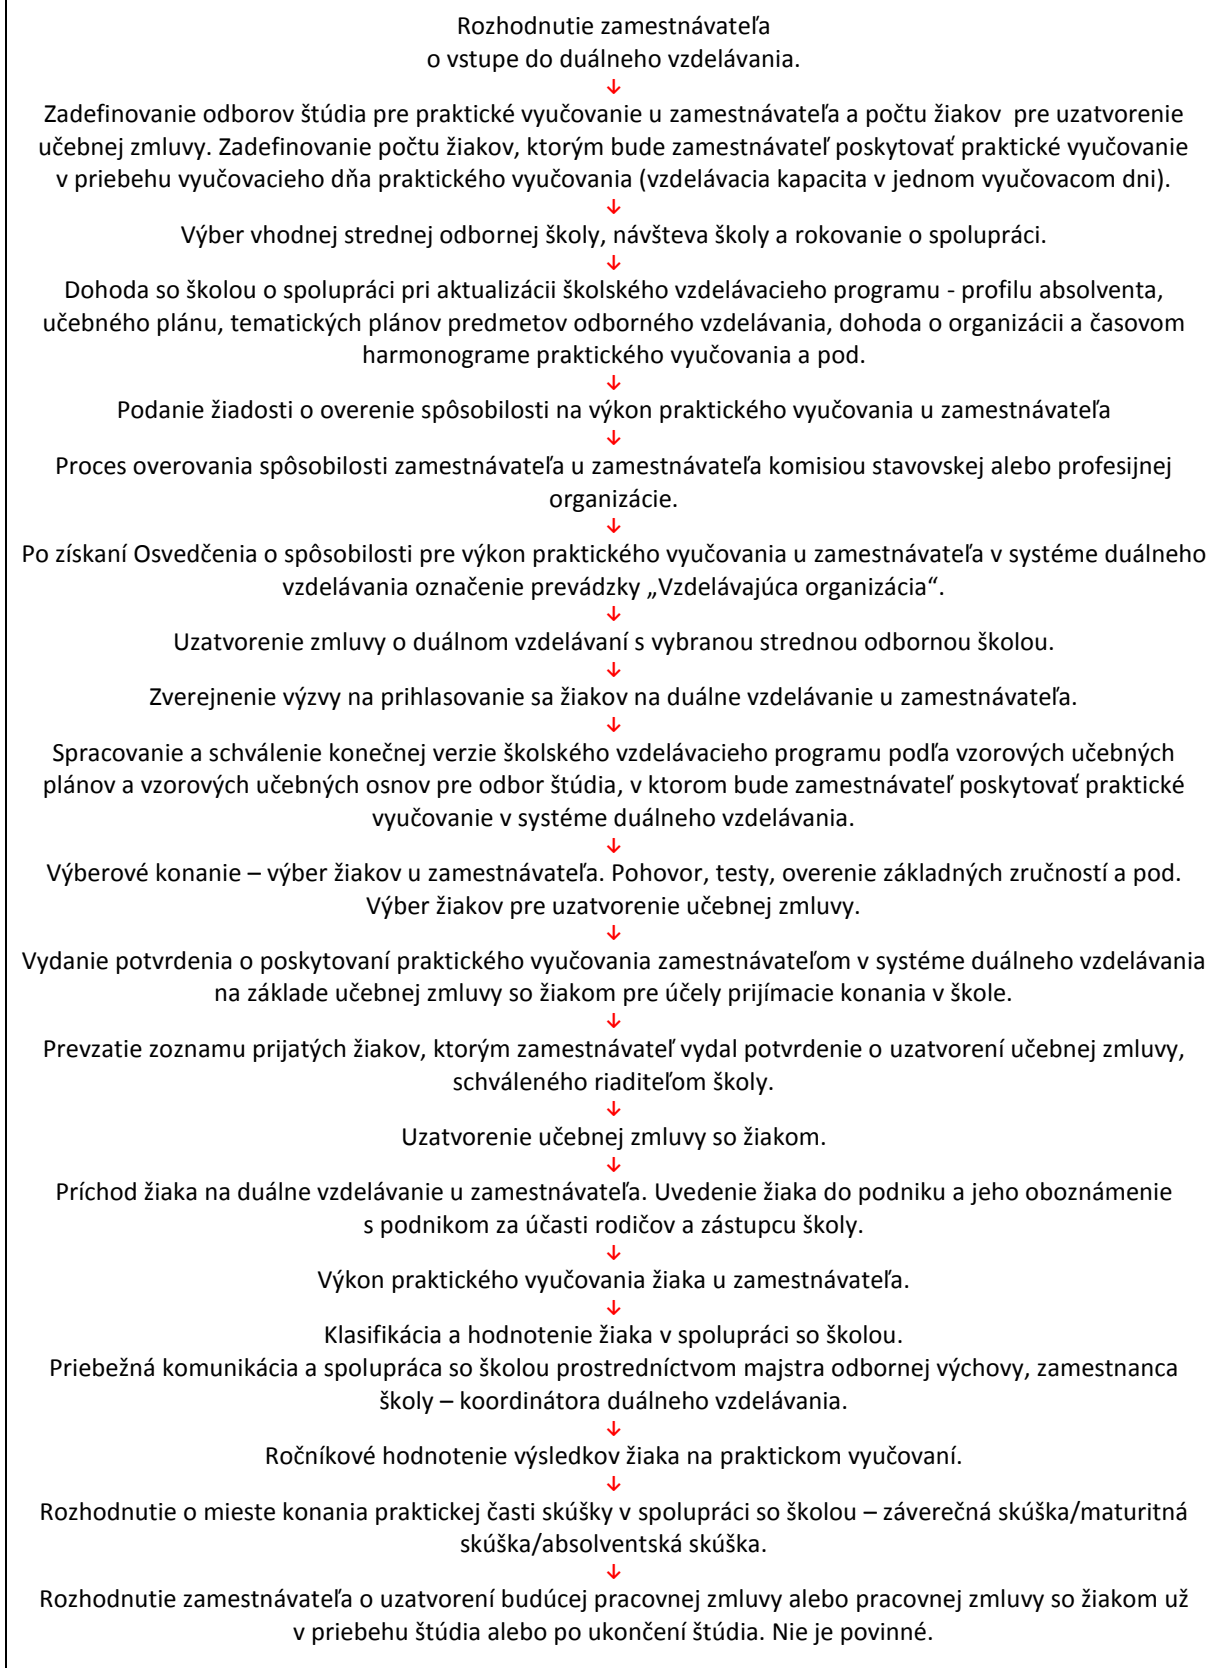 Rozhodnutie zamestnávateľa
o vstupe do duálneho vzdelávania.
↓
Zadefinovanie odborov štúdia pre praktické vyučovanie u zamestnávateľa a počtu žiakov pre uzatvorenie
učebnej zmluvy. Zadefinovanie počtu žiakov, ktorým bude zamestnávateľ poskytovať praktické vyučovanie
v priebehu vyučovacieho dňa praktického vyučovania (vzdelávacia kapacita v jednom vyučovacom dni).
↓
Výber vhodnej strednej odbornej školy, návšteva školy a rokovanie o spolupráci.
↓
Dohoda so školou o spolupráci pri aktualizácii školského vzdelávacieho programu - profilu absolventa,
učebného plánu, tematických plánov predmetov odborného vzdelávania, dohoda o organizácii a časovom
harmonograme praktického vyučovania a pod.
↓
Podanie žiadosti o overenie spôsobilosti na výkon praktického vyučovania u zamestnávateľa
↓
Proces overovania spôsobilosti zamestnávateľa u zamestnávateľa komisiou stavovskej alebo profesijnej
organizácie.
↓
Po získaní Osvedčenia o spôsobilosti pre výkon praktického vyučovania u zamestnávateľa v systéme duálneho
vzdelávania označenie prevádzky „Vzdelávajúca organizácia“.
↓
Uzatvorenie zmluvy o duálnom vzdelávaní s vybranou strednou odbornou školou.
↓
Zverejnenie výzvy na prihlasovanie sa žiakov na duálne vzdelávanie u zamestnávateľa.
↓
Spracovanie a schválenie konečnej verzie školského vzdelávacieho programu podľa vzorových učebných
plánov a vzorových učebných osnov pre odbor štúdia, v ktorom bude zamestnávateľ poskytovať praktické
vyučovanie v systéme duálneho vzdelávania.
↓
Výberové konanie – výber žiakov u zamestnávateľa. Pohovor, testy, overenie základných zručností a pod.
Výber žiakov pre uzatvorenie učebnej zmluvy.
↓
Vydanie potvrdenia o poskytovaní praktického vyučovania zamestnávateľom v systéme duálneho vzdelávania
na základe učebnej zmluvy so žiakom pre účely prijímacie konania v škole.
↓
Prevzatie zoznamu prijatých žiakov, ktorým zamestnávateľ vydal potvrdenie o uzatvorení učebnej zmluvy,
schváleného riaditeľom školy.
↓
Uzatvorenie učebnej zmluvy so žiakom.
↓
Príchod žiaka na duálne vzdelávanie u zamestnávateľa. Uvedenie žiaka do podniku a jeho oboznámenie
s podnikom za účasti rodičov a zástupcu školy.
↓
Výkon praktického vyučovania žiaka u zamestnávateľa.
↓
Klasifikácia a hodnotenie žiaka v spolupráci so školou.
Priebežná komunikácia a spolupráca so školou prostredníctvom majstra odbornej výchovy, zamestnanca
školy – koordinátora duálneho vzdelávania.
↓
Ročníkové hodnotenie výsledkov žiaka na praktickom vyučovaní.
↓
Rozhodnutie o mieste konania praktickej časti skúšky v spolupráci so školou – záverečná skúška/maturitná
skúška/absolventská skúška.
↓
Rozhodnutie zamestnávateľa o uzatvorení budúcej pracovnej zmluvy alebo pracovnej zmluvy so žiakom už
v priebehu štúdia alebo po ukončení štúdia. Nie je povinné.